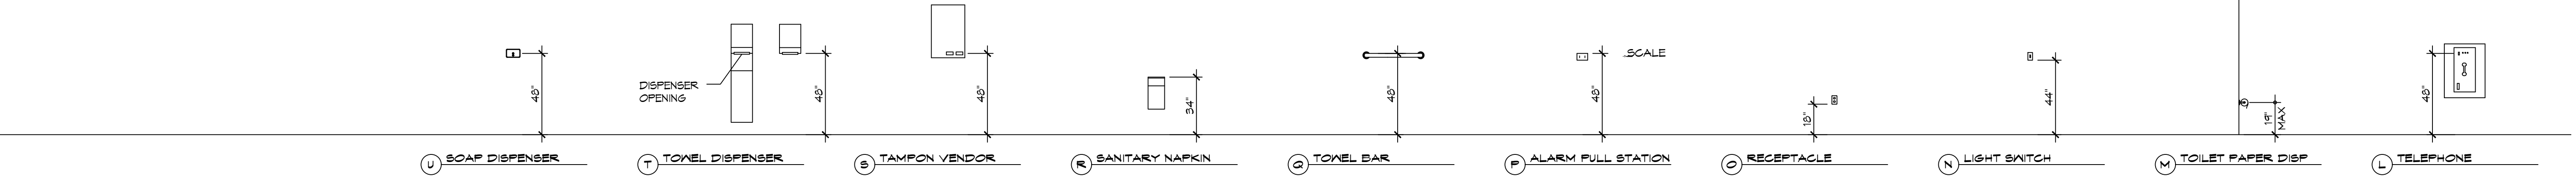 SCALE
DISPENSER
OPENING
48"
48"
48"
34"
48"
48"
18"
44"
19"
MAX
48"
U SOAP DISPENSER
T TOWEL DISPENSER
S TAMPON VENDOR
R SANITARY NAPKIN
Q TOWEL BAR
P ALARM PULL STATION
O RECEPTACLE
N LIGHT SWITCH
M TOILET PAPER DISP
L TELEPHONE